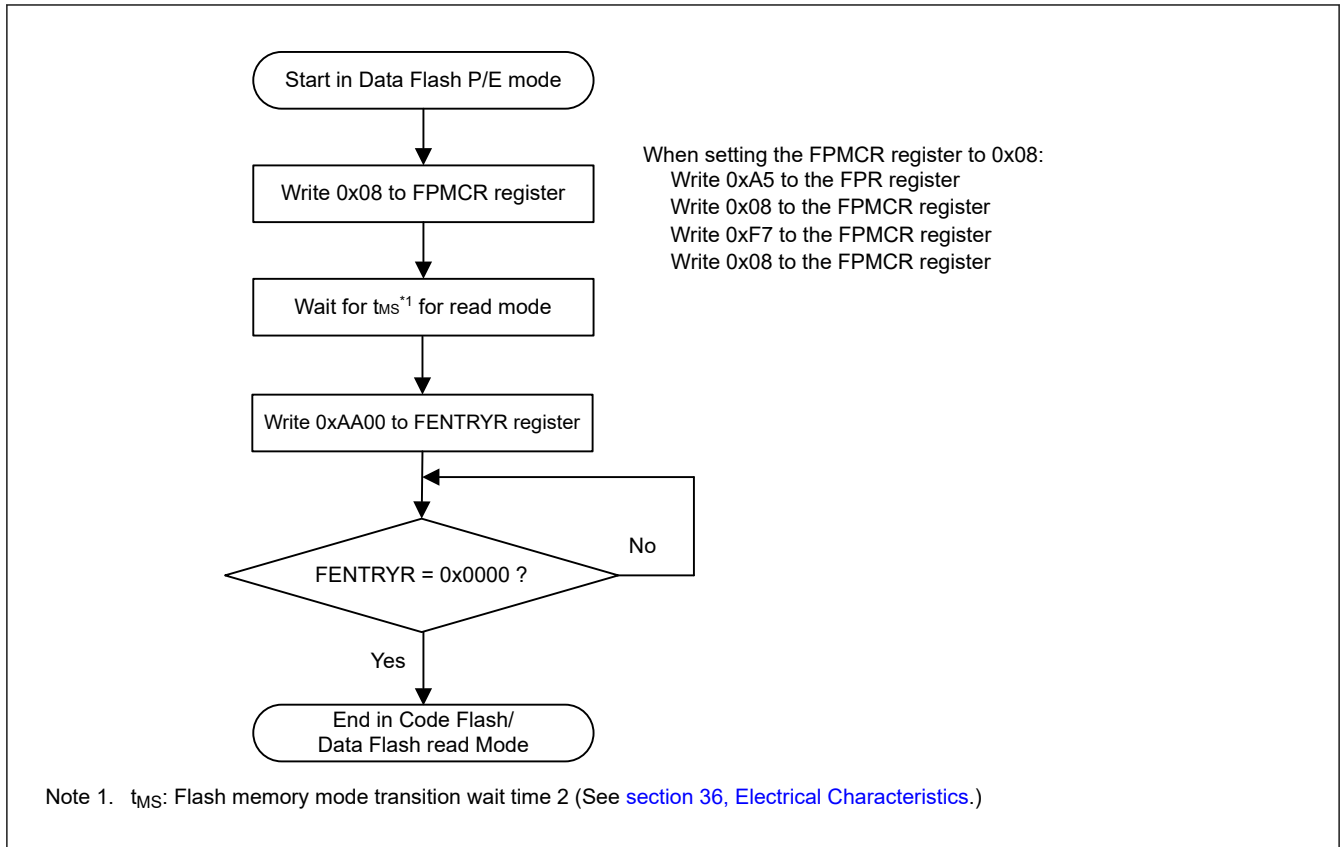 Start in Data Flash P/E mode
Write 0x08 to FPMCR register
When setting the FPMCR register to 0x08:
Write 0xA5 to the FPR register
Write 0x08 to the FPMCR register
Write 0xF7 to the FPMCR register
Write 0x08 to the FPMCR register
Wait for tMS*1 for read mode
Write 0xAA00 to FENTRYR register
FENTRYR = 0x0000 ?
No
Yes
End in Code Flash/
Data Flash read Mode
Note 1. tMS: Flash memory mode transition wait time 2 (See section 36, Electrical Characteristics.)